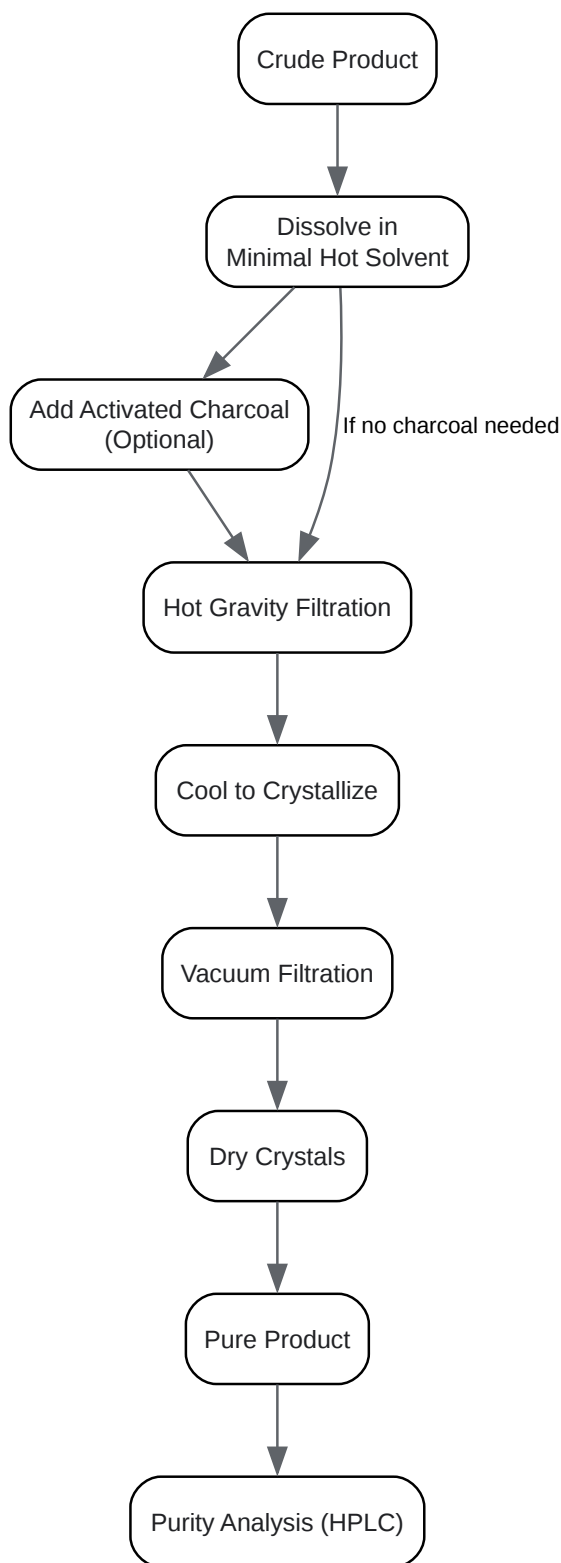 Crude Product
Dissolve in
Minimal Hot Solvent
Add Activated Charcoal
(Optional)
If no charcoal needed
Hot Gravity Filtration
Cool to Crystallize
Vacuum Filtration
Dry Crystals
Pure Product
Purity Analysis (HPLC)